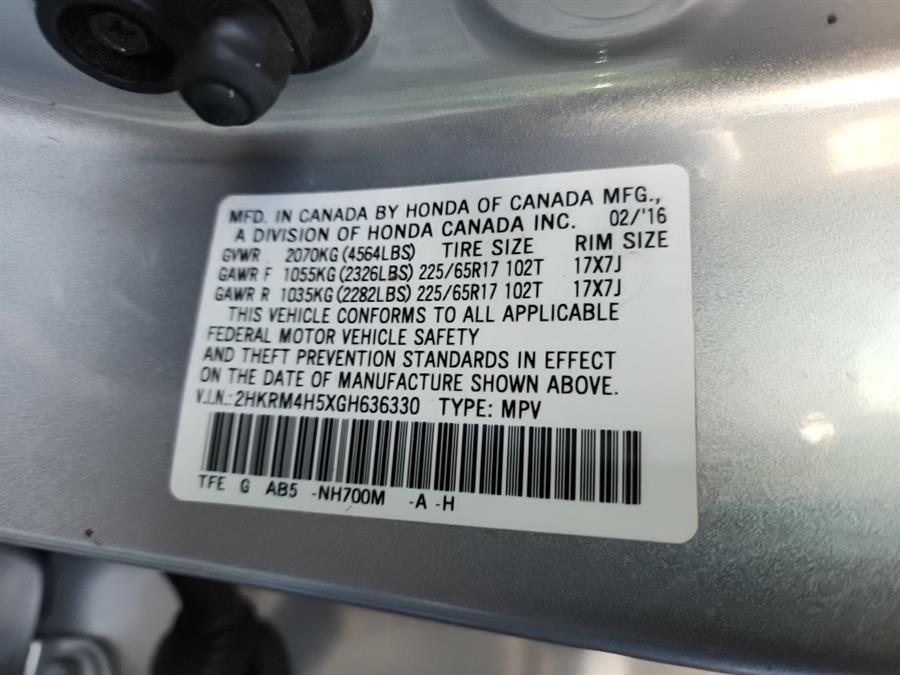 MFD. IN CANADA BY HONDA OF CANADA MFG.,
A DIVISION OF HONDA CANADA INC. 02/'16
GVWR 2070KG (4564LBS) TIRE SIZE RIM SIZE
GAWR F 1055KG (2326LBS) 225/65R17 102T 17X7J
GAWR R 1035KG (2282LBS) 225/65R17 102T 17X7J
THIS VEHICLE CONFORMS TO ALL APPLICABLE
FEDERAL MOTOR VEHICLE SAFETY
AND THEFT PREVENTION STANDARDS IN EFFECT
ON THE DATE OF MANUFACTURE SHOWN ABOVE.
V.I.N.: 2HKRM4H5XGH636330 TYPE: MPV
TFE G AB5 -NH700M -A -H